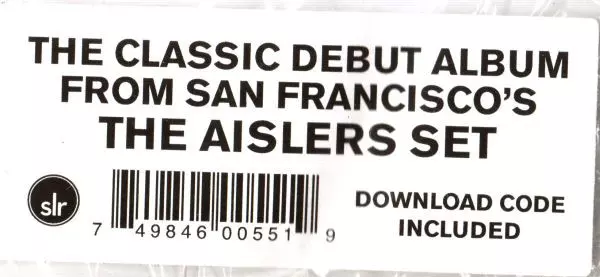 THE CLASSIC DEBUT ALBUM
FROM SAN FRANCISCO'S
THE AISLERS SET
slr
DOWNLOAD CODE
INCLUDED
7 49846 00551 9